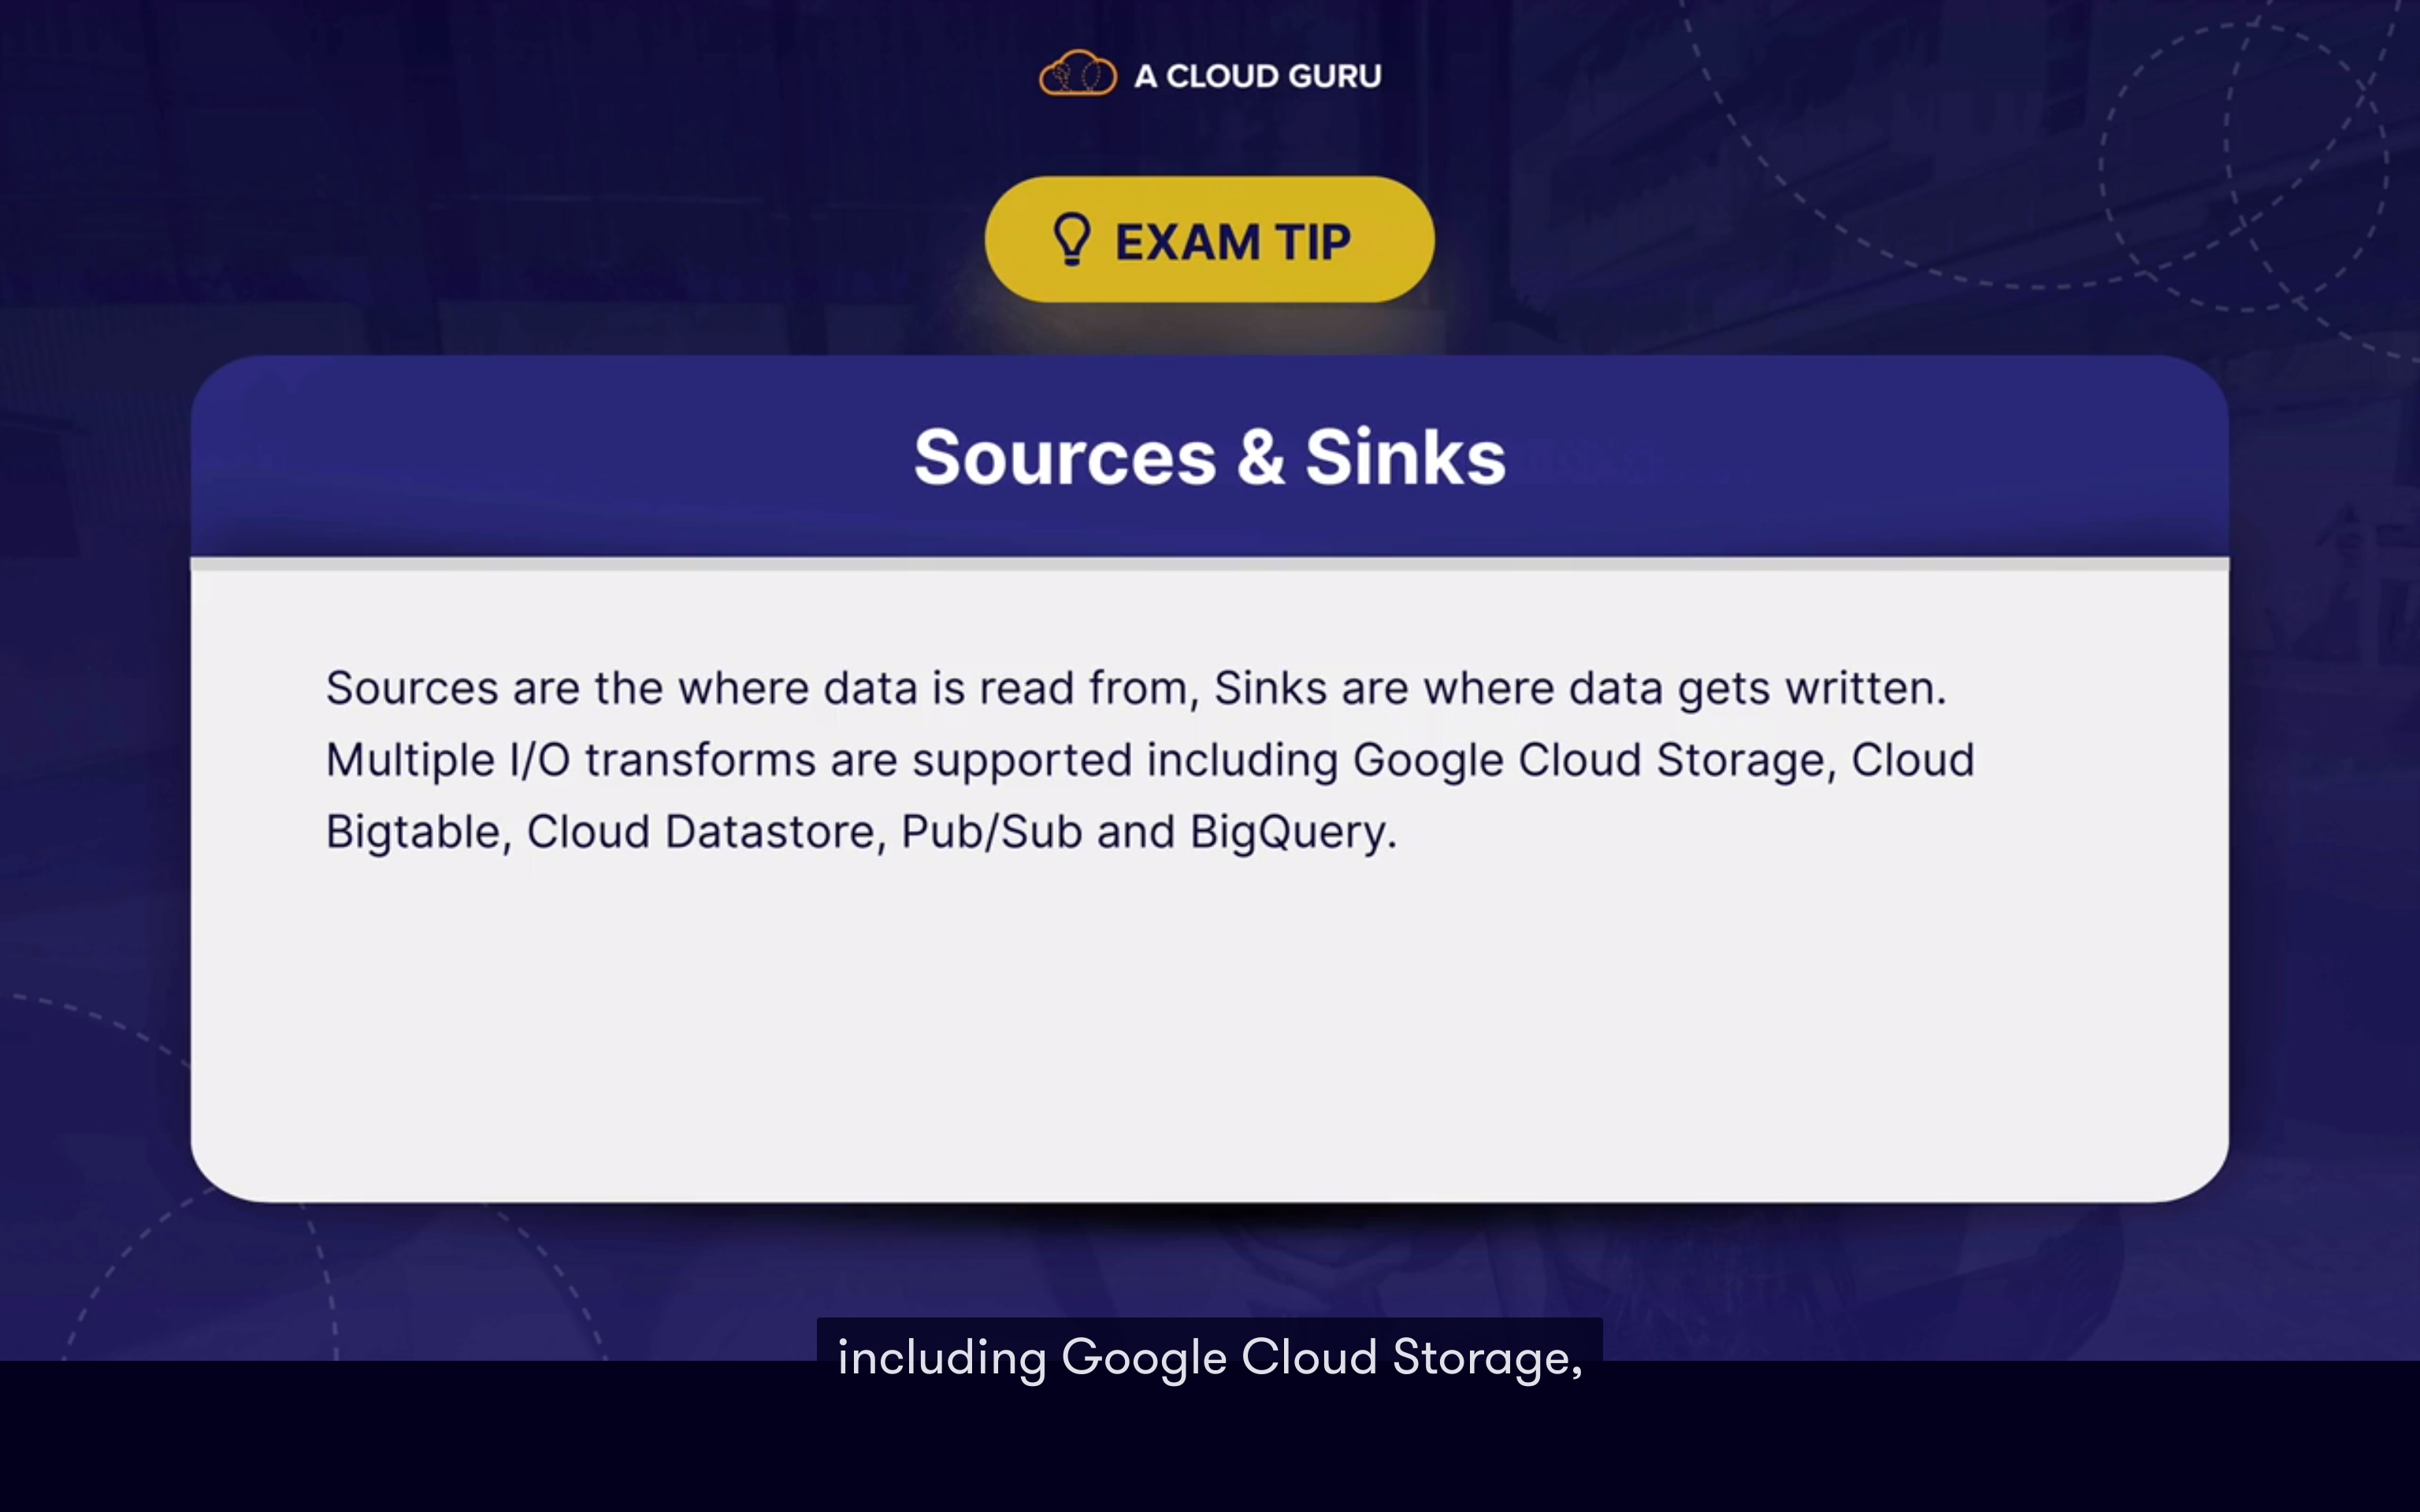 A CLOUD GURU
EXAM TIP
Sources & Sinks
Sources are the where data is read from, Sinks are where data gets written.
Multiple I/O transforms are supported including Google Cloud Storage, Cloud
Bigtable, Cloud Datastore, Pub/Sub and BigQuery.
including Google Cloud Storage,